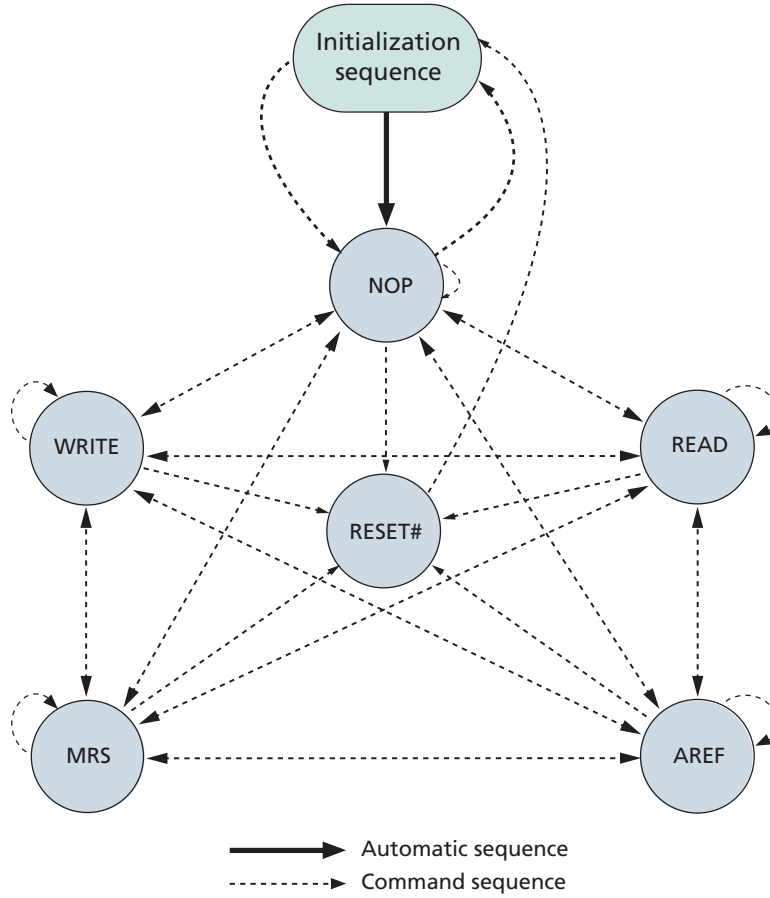 Initialization
sequence
NOP
WRITE
READ
RESET#
MRS
AREF
Automatic sequence
Command sequence